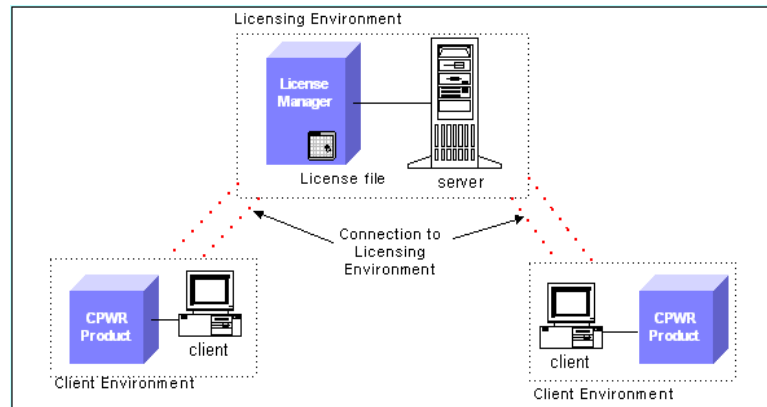 Licensing Environment
License
Manager
License file
server
Connection to
Licensing
Environment
CPWR
Product
client
Client Environment
client
CPWR
Product
Client Environment